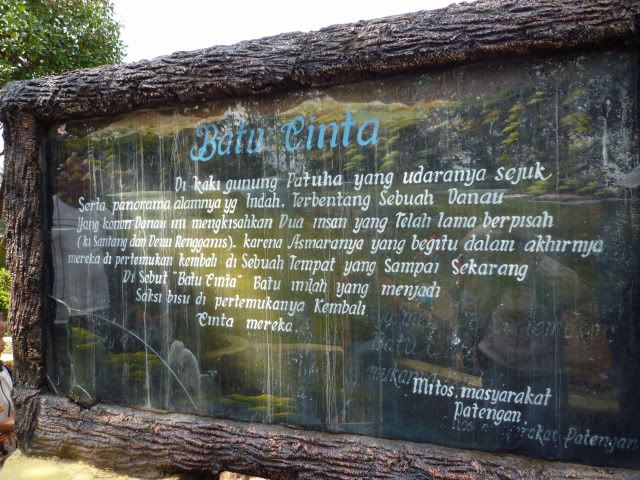 Batu Cinta
Di kaki gunung Patuha yang udaranya sejuk
Serta panorama alamnya yg Indah, Terbentang Sebuah Danau
Yang konon Danau ini mengkisahkan Dua insan yang Telah lama berpisah
(ki Santang dan Dewi Rengganis). karena Asmaranya yang begitu dalam akhirnya
mereka di pertemukan kembali di Sebuah Tempat yang Sampai Sekarang
Di Sebut "Batu Cinta" Batu inilah yang menjadi
Saksi bisu di pertemukanya Kembali
Cinta mereka.
Mitos, masyarakat
Patengan.